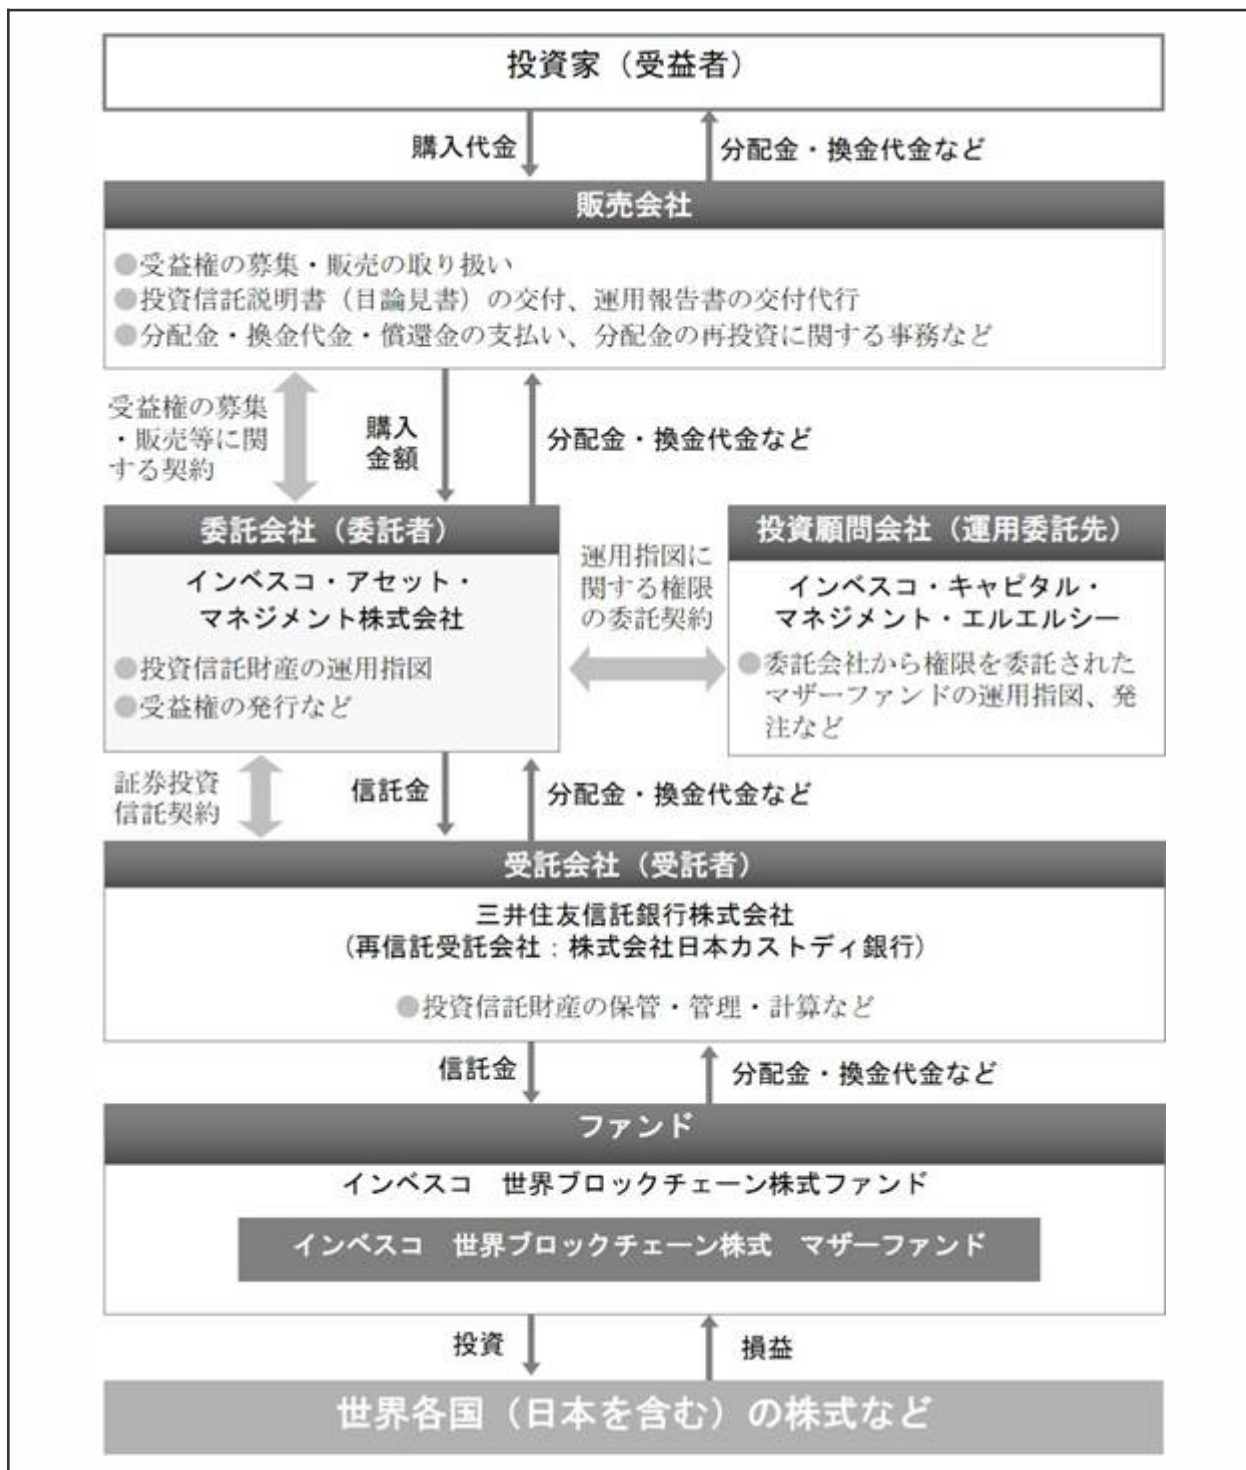 投資家（受益者）
購入代金
分配金・換金代金など
販売会社
●受益権の募集・販売の取り扱い
●投資信託説明書（目論見書）の交付、運用報告書の交付代行
●分配金・換金代金・償還金の支払い、分配金の再投資に関する事務など
受益権の募集
・販売等に関
する契約
購入
金額
分配金・換金代金など
委託会社（委託者）
インベスコ・アセット・
マネジメント株式会社
●投資信託財産の運用指図
●受益権の発行など
運用指図に
関する権限
の委託契約
投資顧問会社（運用委託先）
インベスコ・キャピタル・
マネジメント・エルエルシー
●委託会社から権限を委託された
マザーファンドの運用指図、発
注など
証券投資
信託契約
信託金
分配金・換金代金など
受託会社（受託者）
三井住友信託銀行株式会社
（再信託受託会社：株式会社日本カストディ銀行）
●投資信託財産の保管・管理・計算など
信託金
分配金・換金代金など
ファンド
インベスコ　世界ブロックチェーン株式ファンド
インベスコ　世界ブロックチェーン株式　マザーファンド
投資
損益
世界各国（日本を含む）の株式など